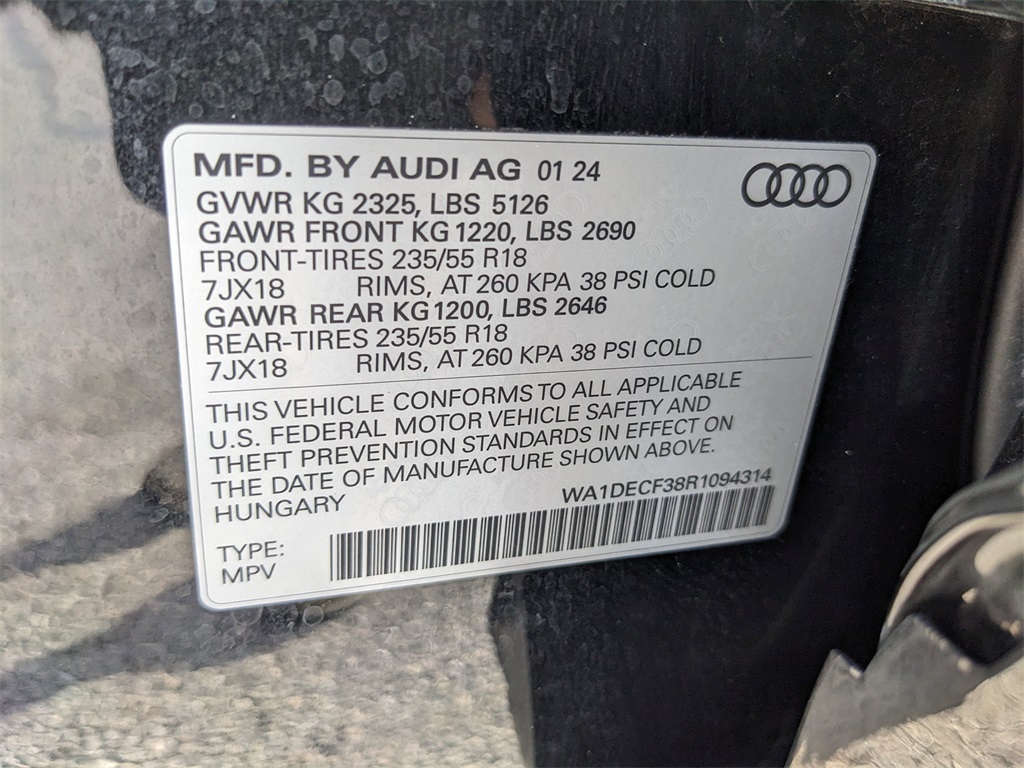 MFD. BY AUDI AG 01 24
GVWR KG 2325, LBS 5126
GAWR FRONT KG 1220, LBS 2690
FRONT-TIRES 235/55 R18
7JX18 RIMS, AT 260 KPA 38 PSI COLD
GAWR REAR KG 1200, LBS 2646
REAR-TIRES 235/55 R18
7JX18 RIMS, AT 260 KPA 38 PSI COLD
THIS VEHICLE CONFORMS TO ALL APPLICABLE
U.S. FEDERAL MOTOR VEHICLE SAFETY AND
THEFT PREVENTION STANDARDS IN EFFECT ON
THE DATE OF MANUFACTURE SHOWN ABOVE.
HUNGARY WA1DECF38R1094314
TYPE:
MPV